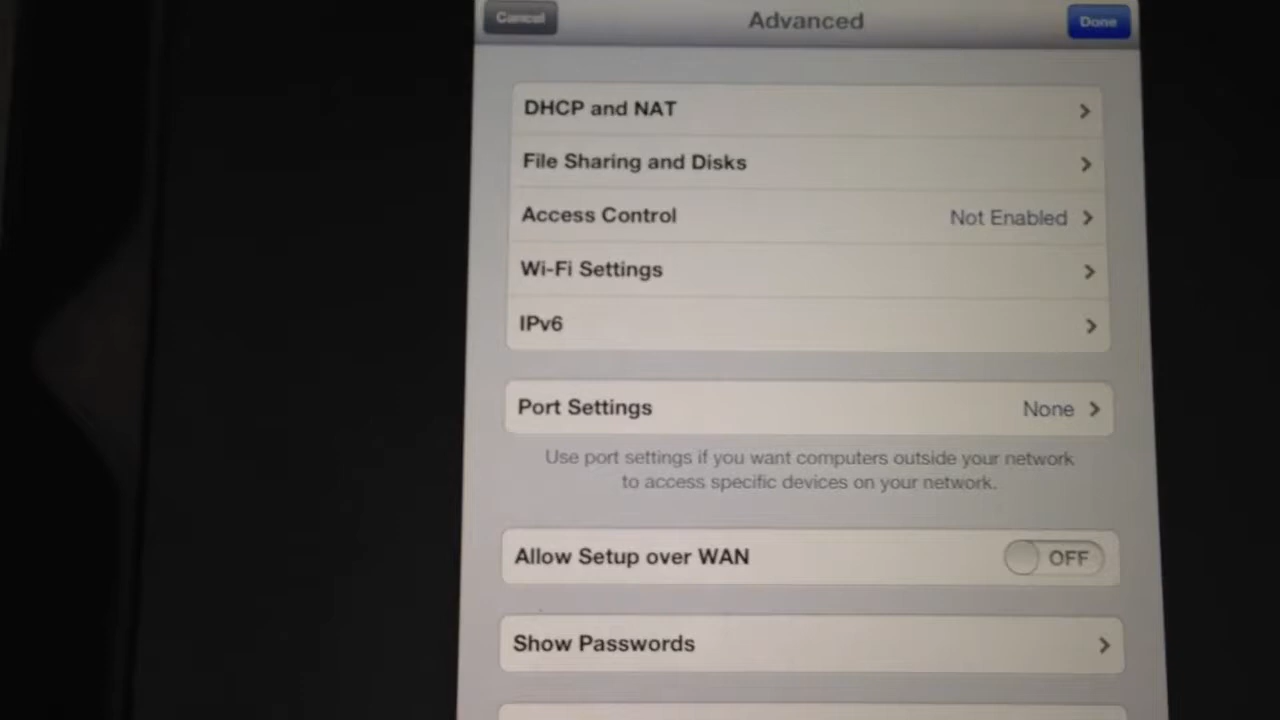 Cancel Advanced Done
DHCP and NAT
File Sharing and Disks
Access Control Not Enabled
Wi-Fi Settings
IPv6
Port Settings None
Use port settings if you want computers outside your network
to access specific devices on your network.
Allow Setup over WAN OFF
Show Passwords